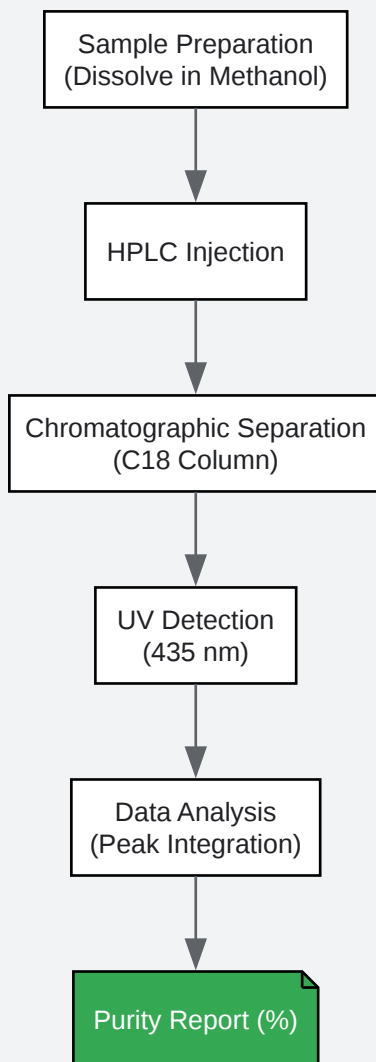 Sample Preparation
(Dissolve in Methanol)
HPLC Injection
Chromatographic Separation
(C18 Column)
UV Detection
(435 nm)
Data Analysis
(Peak Integration)
Purity Report (%)